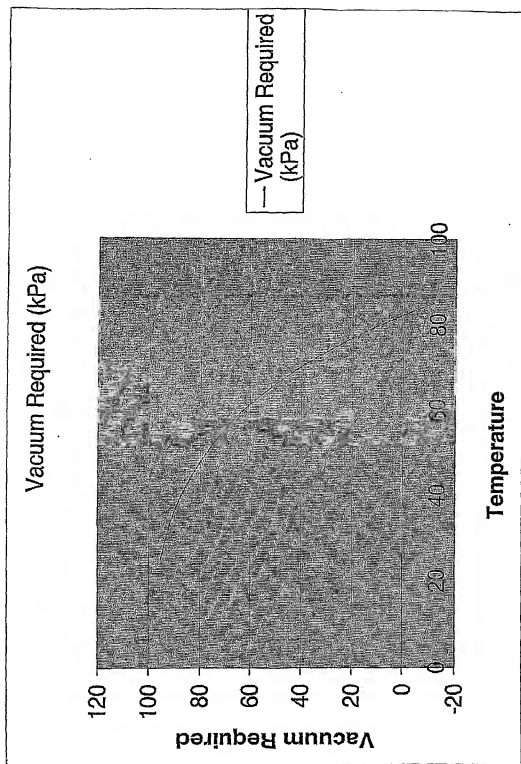 Vacuum Required (kPa)
120
100
80
60
40
20
0
-20
Vacuum Required
0
20
40
60
80
100
Temperature
— Vacuum Required
(kPa)